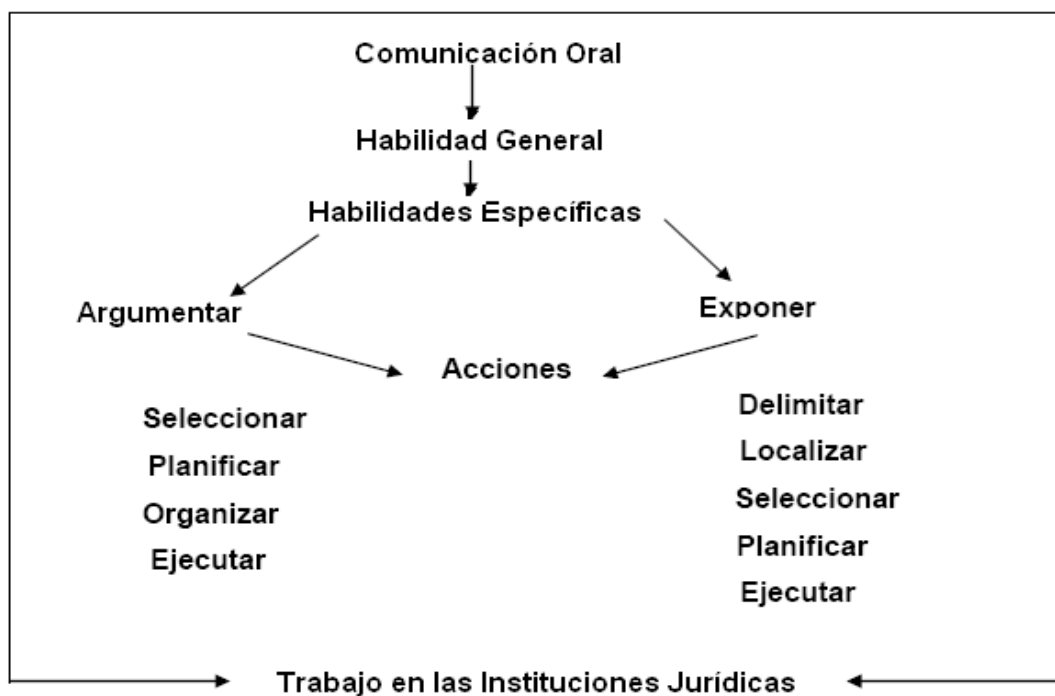 Comunicación Oral
Habilidad General
Habilidades Específicas
Argumentar
Exponer
Acciones
Seleccionar
Planificar
Organizar
Ejecutar
Delimitar
Localizar
Seleccionar
Planificar
Ejecutar
Trabajo en las Instituciones Jurídicas